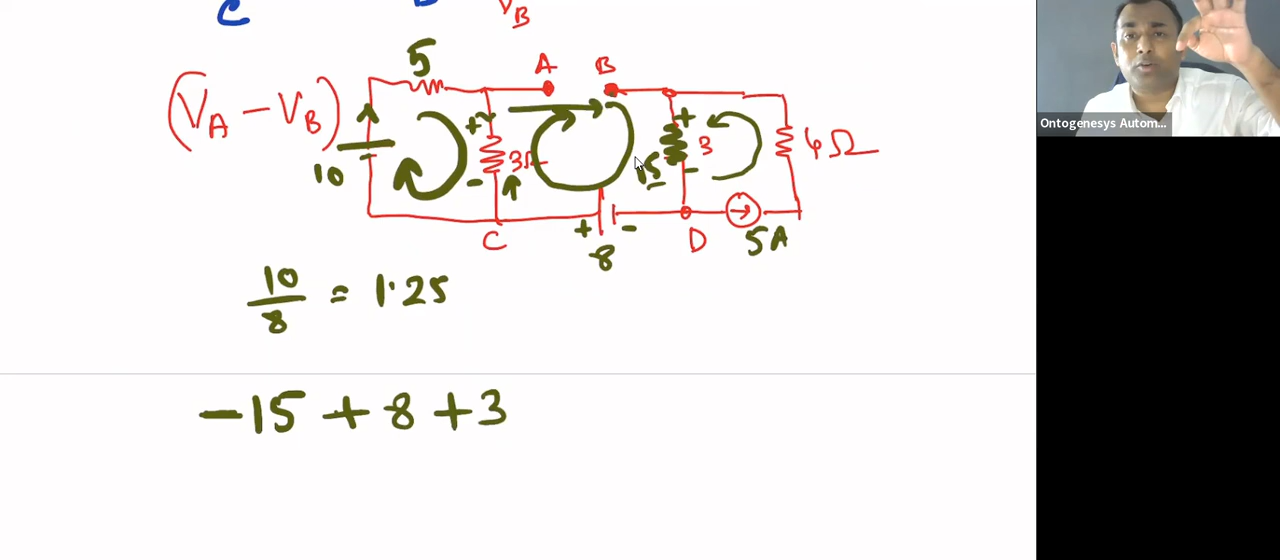 C
V_B
5
A
B
(V_A - V_B)
+
+
3Ω
15
3
4Ω
10
-
-
C
+
-
D
8
5A
10/8 = 1.25
-15 + 8 + 3
Ontogenesys Autom...